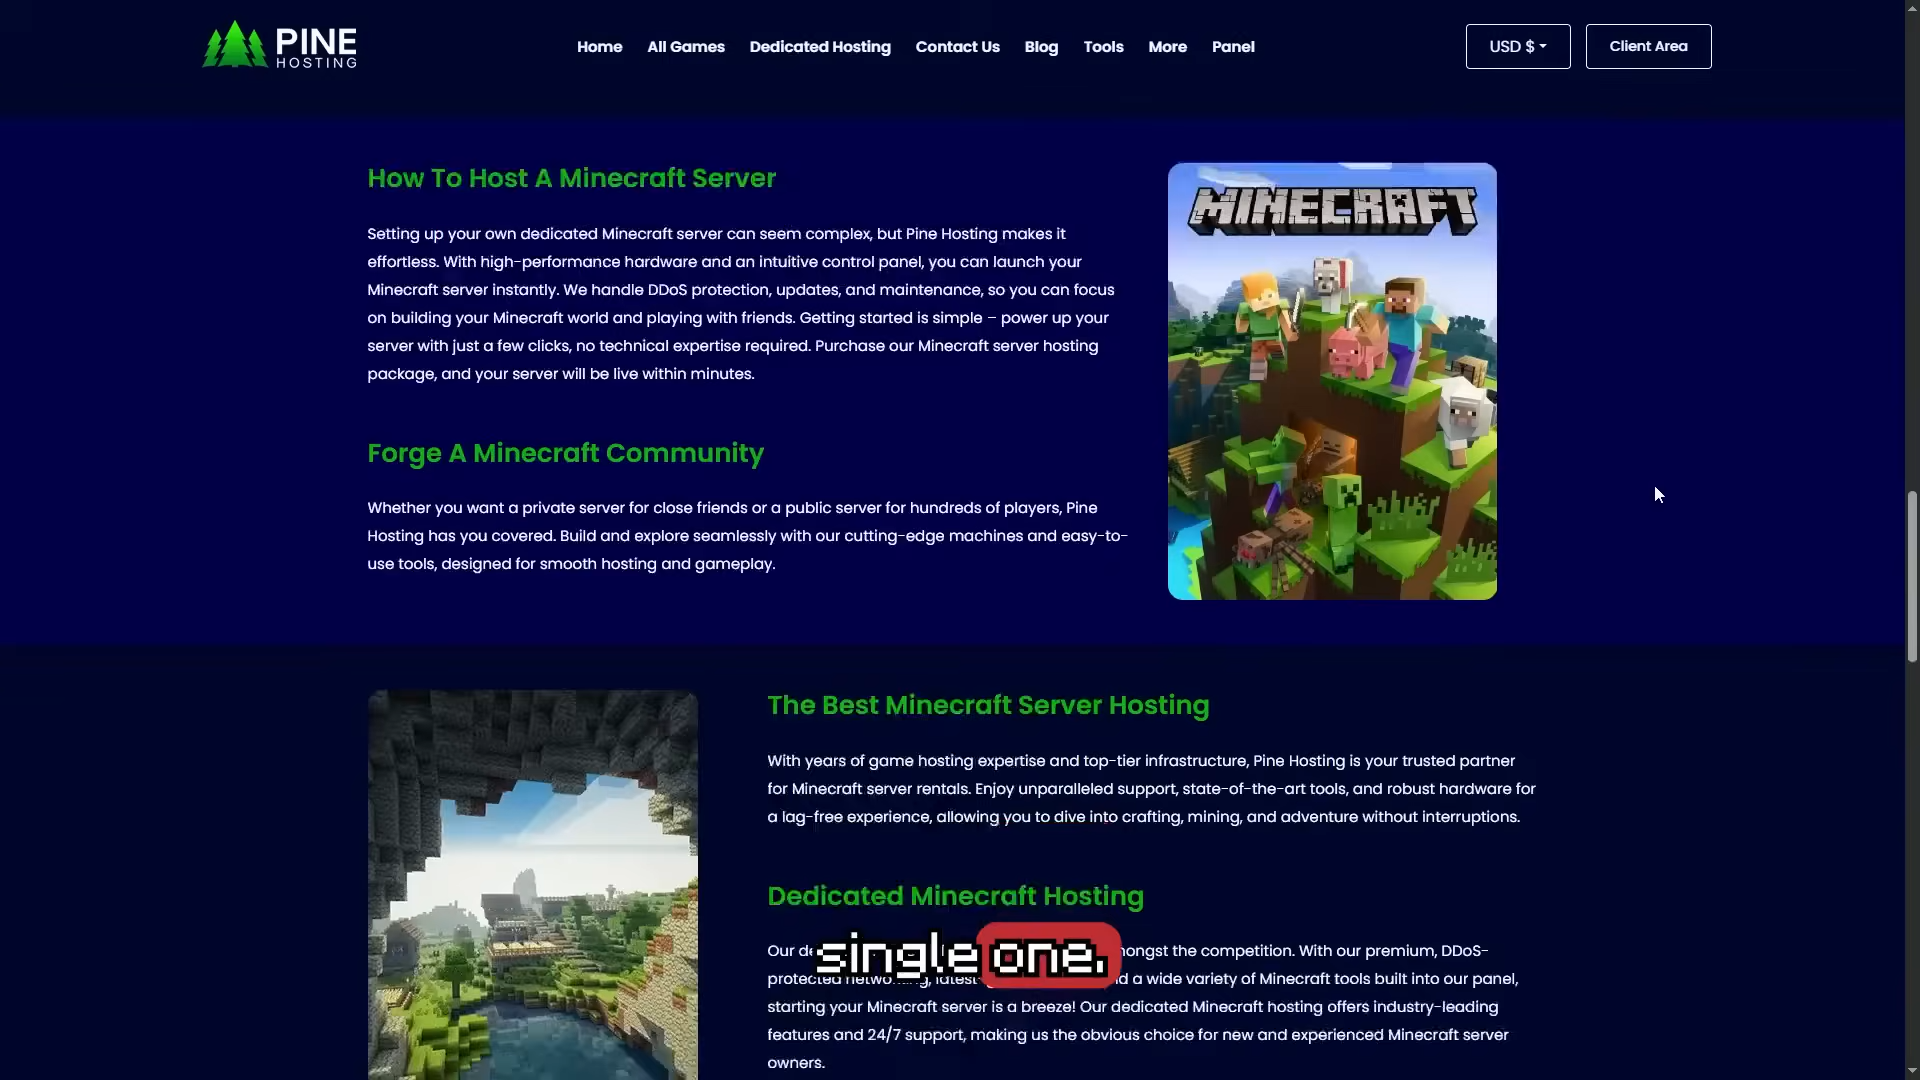 PINE
HOSTING
Home All Games Dedicated Hosting Contact Us Blog Tools More Panel
USD $
Client Area
How To Host A Minecraft Server
Setting up your own dedicated Minecraft server can seem complex, but Pine Hosting makes it
effortless. With high-performance hardware and an intuitive control panel, you can launch your
Minecraft server instantly. We handle DDoS protection, updates, and maintenance, so you can focus
on building your Minecraft world and playing with friends. Getting started is simple – power up your
server with just a few clicks, no technical expertise required. Purchase our Minecraft server hosting
package, and your server will be live within minutes.
MINECRAFT
Forge A Minecraft Community
Whether you want a private server for close friends or a public server for hundreds of players, Pine
Hosting has you covered. Build and explore seamlessly with our cutting-edge machines and easy-to-
use tools, designed for smooth hosting and gameplay.
The Best Minecraft Server Hosting
With years of game hosting expertise and top-tier infrastructure, Pine Hosting is your trusted partner
for Minecraft server rentals. Enjoy unparalleled support, state-of-the-art tools, and robust hardware for
a lag-free experience, allowing you to dive into crafting, mining, and adventure without interruptions.
Dedicated Minecraft Hosting
Our the competition. With our premium, DDoS-
single one.
protected a wide variety of Minecraft tools built into our panel,
starting your Minecraft server is a breeze! Our dedicated Minecraft hosting offers industry-leading
features and 24/7 support, making us the obvious choice for new and experienced Minecraft server
owners.